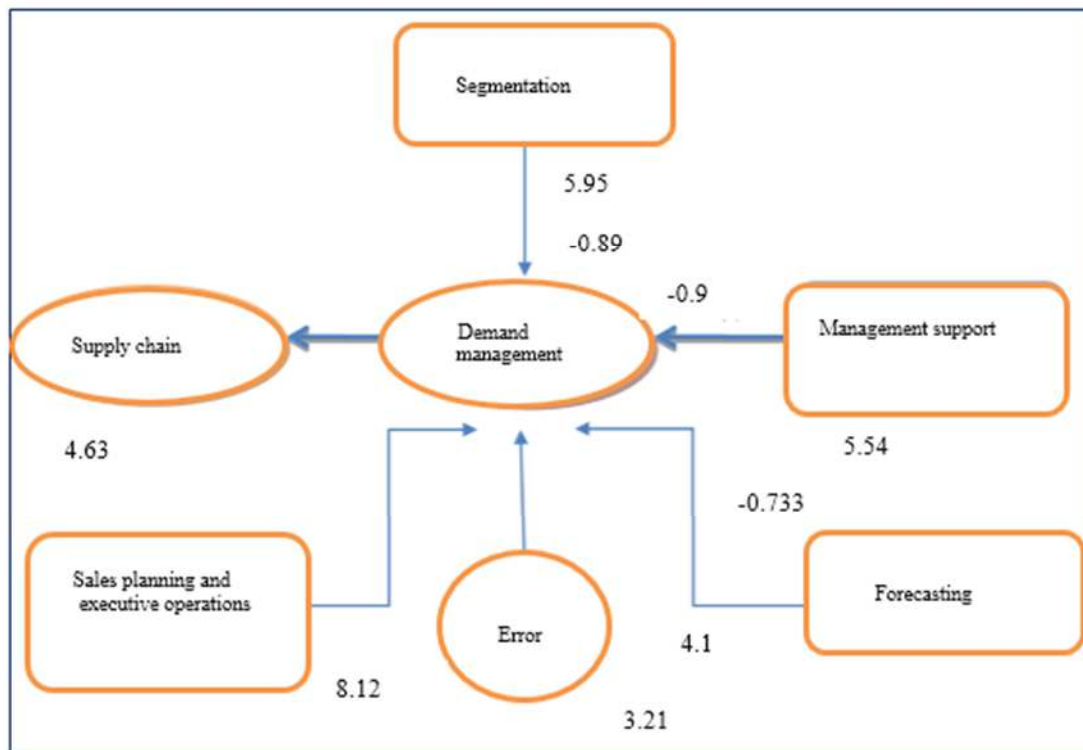 Segmentation
5.95
-0.89
-0.9
Supply chain
Demand
management
Management support
4.63
5.54
-0.733
Sales planning and
executive operations
Error
Forecasting
4.1
8.12
3.21